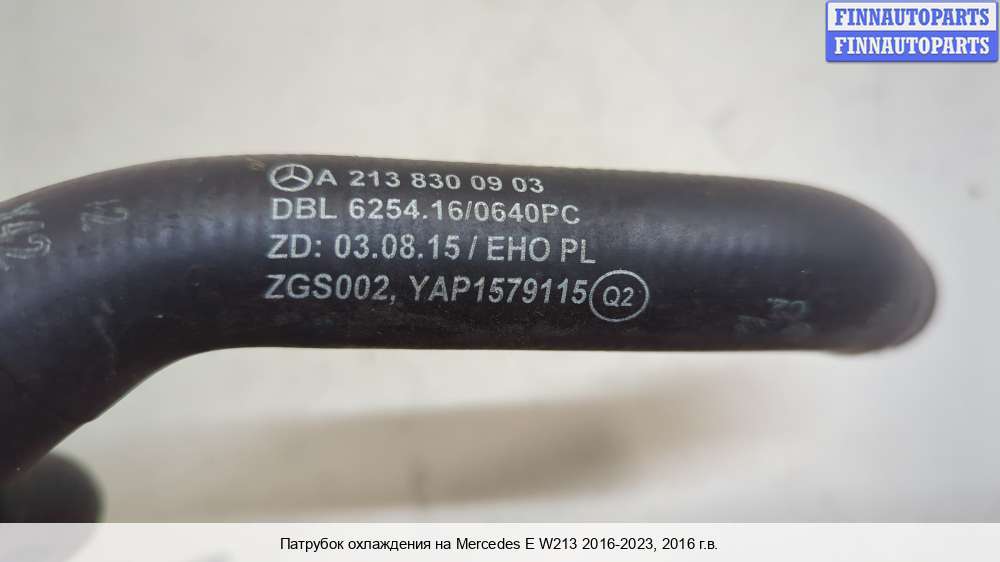 FINNAUTOPARTS
FINNAUTOPARTS
A 213 830 09 03
DBL 6254.16/0640PC
ZD: 03.08.15 / EHO PL
ZGS002, YAP1579115 Q2
Патрубок охлаждения на Mercedes E W213 2016-2023, 2016 г.в.